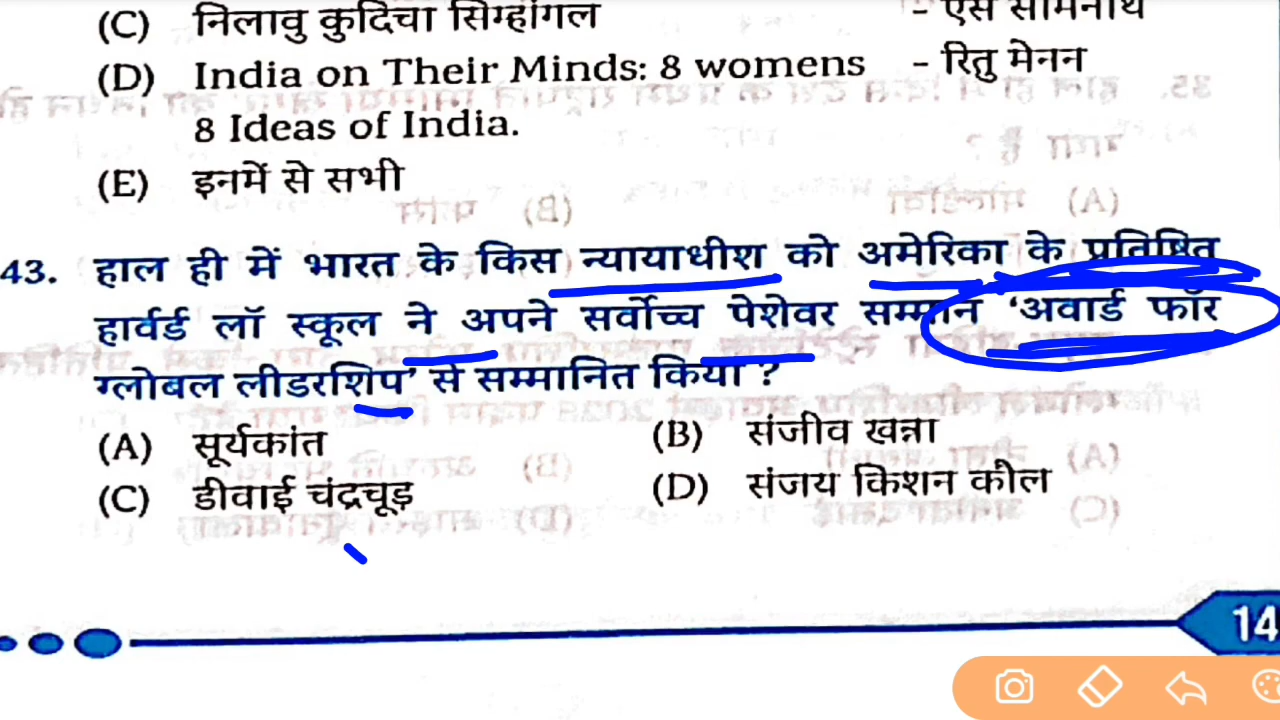 (C) निलावु कुदिचा सिम्हांगल - एस सोमनाथ
(D) India on Their Minds: 8 womens - रितु मेनन
8 Ideas of India.
(E) इनमें से सभी
43. हाल ही में भारत के किस न्यायाधीश को अमेरिका के प्रतिष्ठित
हार्वर्ड लॉ स्कूल ने अपने सर्वोच्च पेशेवर सम्मान ‘अवार्ड फॉर
ग्लोबल लीडरशिप’ से सम्मानित किया ?
(A) सूर्यकांत (B) संजीव खन्ना
(C) डीवाई चंद्रचूड़ (D) संजय किशन कौल
14